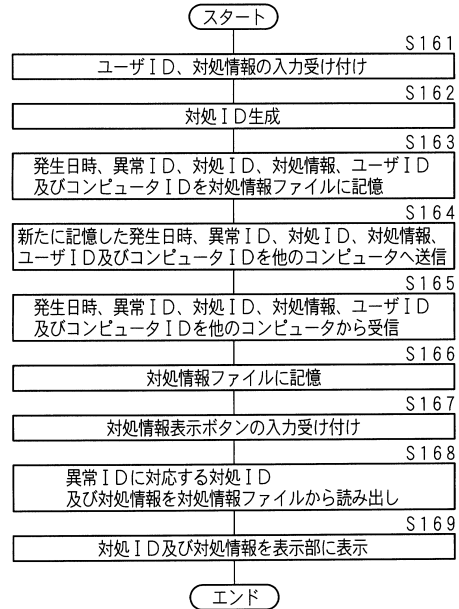 スタート
S161
ユーザID、対処情報の入力受け付け
S162
対処ID生成
S163
発生日時、異常ID、対処ID、対処情報、ユーザID
及びコンピュータIDを対処情報ファイルに記憶
S164
新たに記憶した発生日時、異常ID、対処ID、対処情報、
ユーザID及びコンピュータIDを他のコンピュータへ送信
S165
発生日時、異常ID、対処ID、対処情報、ユーザID
及びコンピュータIDを他のコンピュータから受信
S166
対処情報ファイルに記憶
S167
対処情報表示ボタンの入力受け付け
S168
異常IDに対応する対処ID
及び対処情報を対処情報ファイルから読み出し
S169
対処ID及び対処情報を表示部に表示
エンド